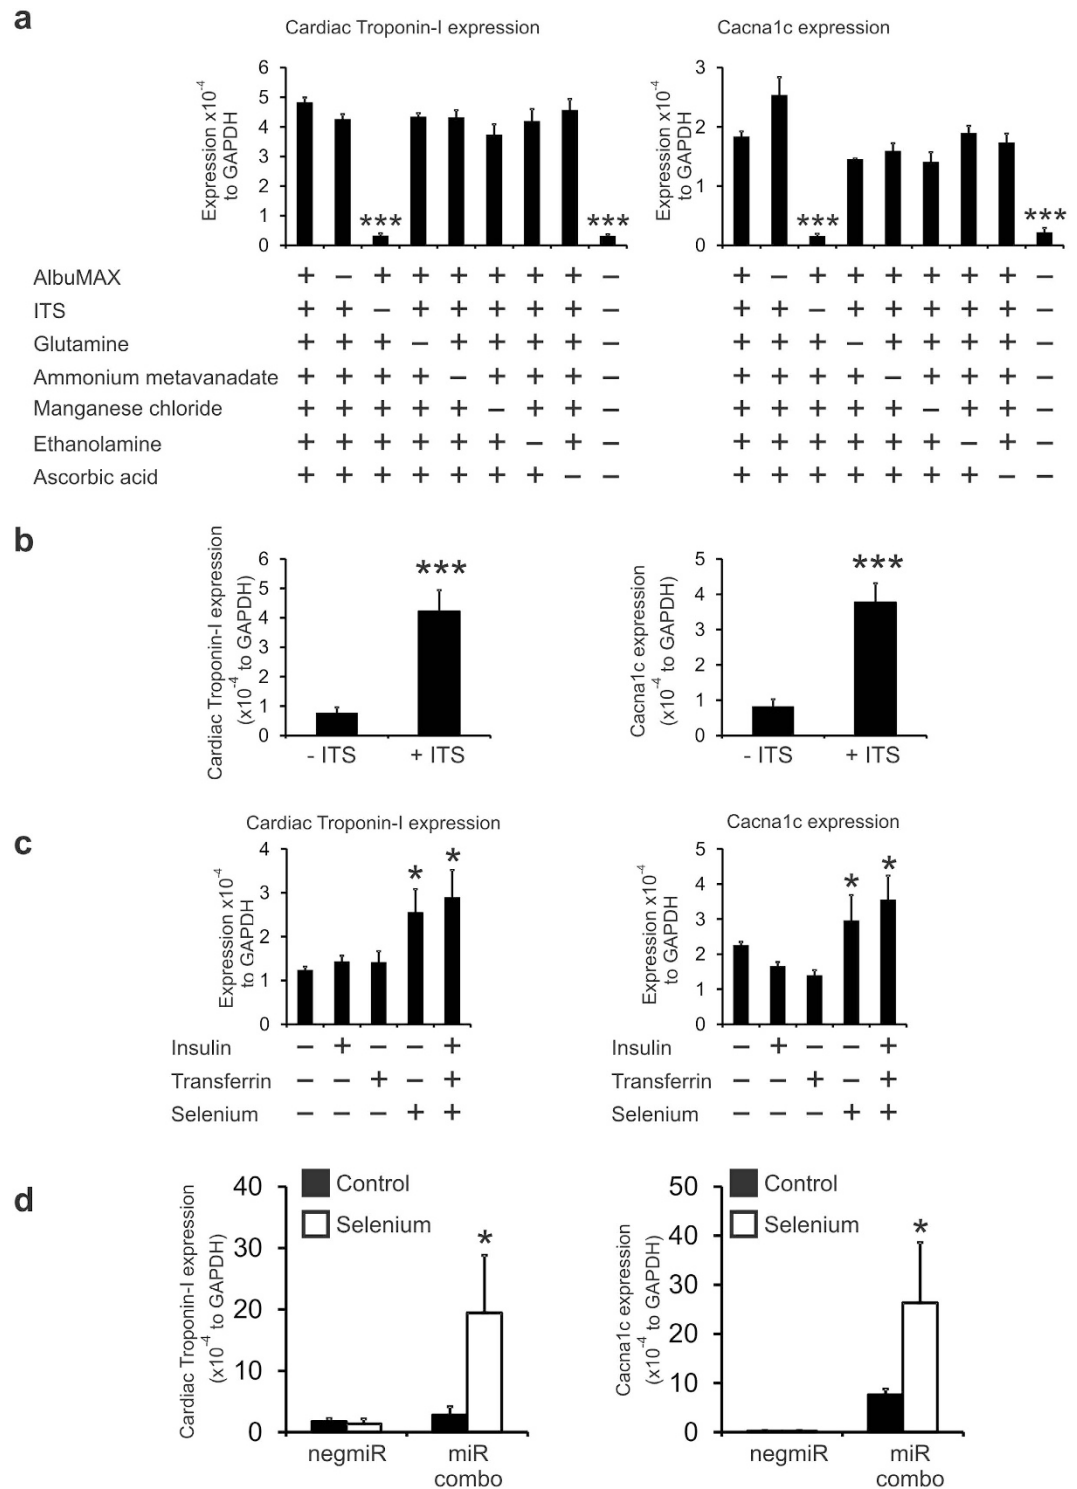 a
Cardiac Troponin-I expression
Cacna1c expression
Expression x10-4
to GAPDH
6
5
4
3
2
1
0
*** ***
Expression x10-4
to GAPDH
3
2
1
0
*** ***
AlbuMAX + – + + + + + + – + – + + + + + + –
ITS + + – + + + + + – + + – + + + + + –
Glutamine + + + – + + + + – + + + – + + + + –
Ammonium metavanadate + + + + – + + + – + + + + – + + + –
Manganese chloride + + + + + – + + – + + + + + – + + –
Ethanolamine + + + + + + – + – + + + + + + – + –
Ascorbic acid + + + + + + + – – + + + + + + + – –
b
Cardiac Troponin-I expression
(x10-4 to GAPDH)
6
5
4
3
2
1
0
***
- ITS + ITS
Cacna1c expression
(x10-4 to GAPDH)
5
4
3
2
1
0
***
- ITS + ITS
c
Cardiac Troponin-I expression
Cacna1c expression
Expression x10-4
to GAPDH
4
3
2
1
0
* *
Expression x10-4
to GAPDH
5
4
3
2
1
0
* *
Insulin – + – – +
Transferrin – – + – +
Selenium – – – + +
Insulin – + – – +
Transferrin – – + – +
Selenium – – – + +
d
Cardiac Troponin-I expression
(x10-4 to GAPDH)
40
30
20
10
0
Control
Selenium
*
negmiR miR
combo
Cacna1c expression
(x10-4 to GAPDH)
50
40
30
20
10
0
Control
Selenium
*
negmiR miR
combo